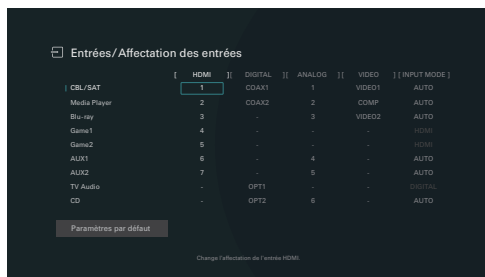 Entrées/Affectation des entrées
[ HDMI ][ DIGITAL ][ ANALOG ][ VIDEO ][ INPUT MODE ]
CBL/SAT 1 COAX1 1 VIDEO1 AUTO
Media Player 2 COAX2 2 COMP AUTO
Blu-ray 3 - 3 VIDEO2 AUTO
Game1 4 - - - HDMI
Game2 5 - - - HDMI
AUX1 6 - 4 - AUTO
AUX2 7 - 5 - AUTO
TV Audio - OPT1 - - DIGITAL
CD - OPT2 6 - AUTO
Paramètres par défaut
Change l'affectation de l'entrée HDMI.